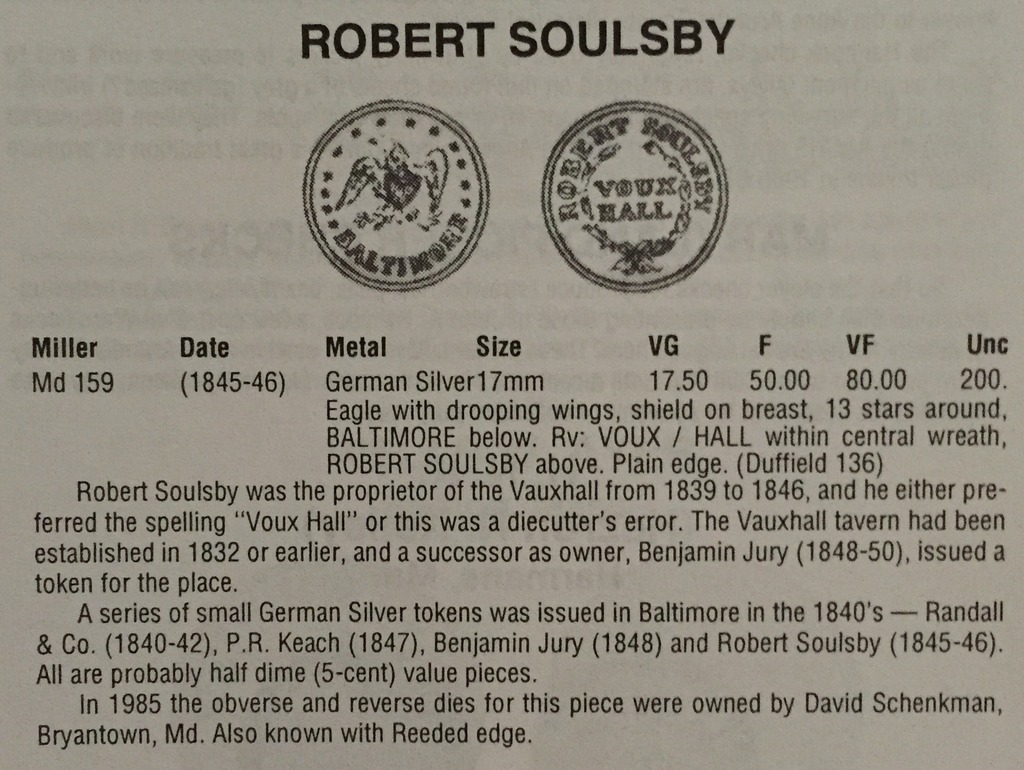 ROBERT SOULSBY
BALTIMORE
ROBERT SOULSBY
VOUX
HALL
Miller Date Metal Size VG F VF Unc
Md 159 (1845-46) German Silver 17mm 17.50 50.00 80.00 200.
Eagle with drooping wings, shield on breast, 13 stars around,
BALTIMORE below. Rv: VOUX / HALL within central wreath,
ROBERT SOULSBY above. Plain edge. (Duffield 136)
Robert Soulsby was the proprietor of the Vauxhall from 1839 to 1846, and he either pre-
ferred the spelling "Voux Hall" or this was a diecutter's error. The Vauxhall tavern had been
established in 1832 or earlier, and a successor as owner, Benjamin Jury (1848-50), issued a
token for the place.
A series of small German Silver tokens was issued in Baltimore in the 1840's — Randall
& Co. (1840-42), P.R. Keach (1847), Benjamin Jury (1848) and Robert Soulsby (1845-46).
All are probably half dime (5-cent) value pieces.
In 1985 the obverse and reverse dies for this piece were owned by David Schenkman,
Bryantown, Md. Also known with Reeded edge.